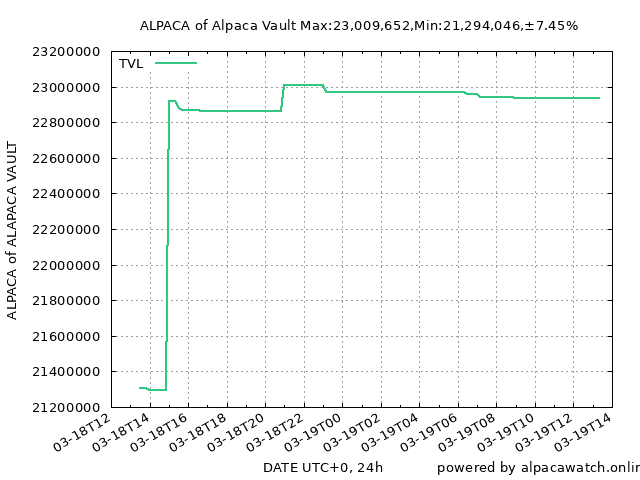 ALPACA of Alpaca Vault Max:23,009,652,Min:21,294,046,±7.45%
TVL
ALPACA of ALAPACA VAULT
23200000
23000000
22800000
22600000
22400000
22200000
22000000
21800000
21600000
21400000
21200000
03-18T12
03-18T14
03-18T16
03-18T18
03-18T20
03-18T22
03-19T00
03-19T02
03-19T04
03-19T06
03-19T08
03-19T10
03-19T12
03-19T14
DATE UTC+0, 24h
powered by alpacawatch.onlin